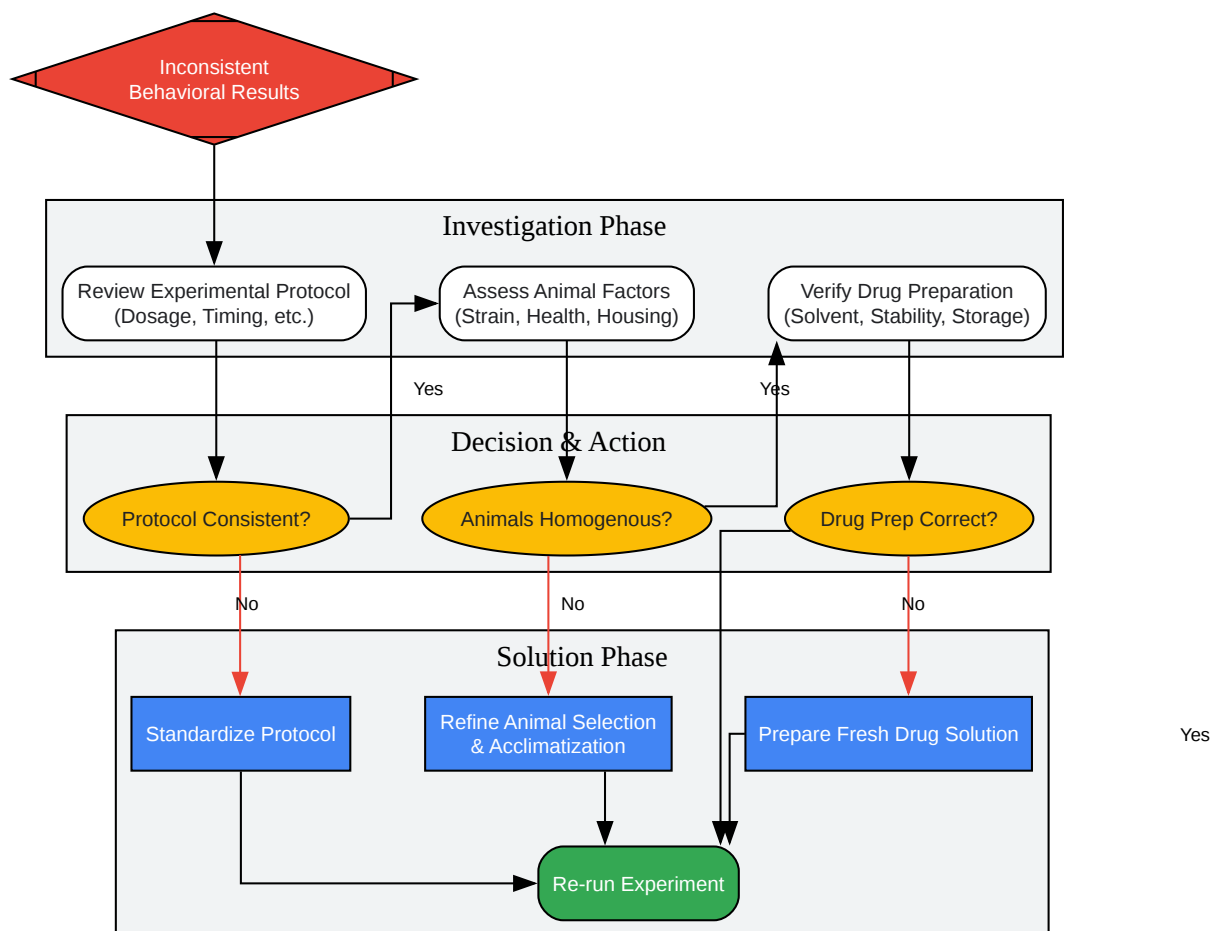 Inconsistent
Behavioral Results
Investigation Phase
Review Experimental Protocol
(Dosage, Timing, etc.)
Assess Animal Factors
(Strain, Health, Housing)
Verify Drug Preparation
(Solvent, Stability, Storage)
Yes
Yes
Decision & Action
Protocol Consistent?
Animals Homogenous?
Drug Prep Correct?
No
No
No
Solution Phase
Standardize Protocol
Refine Animal Selection
& Acclimatization
Prepare Fresh Drug Solution
Yes
Re-run Experiment